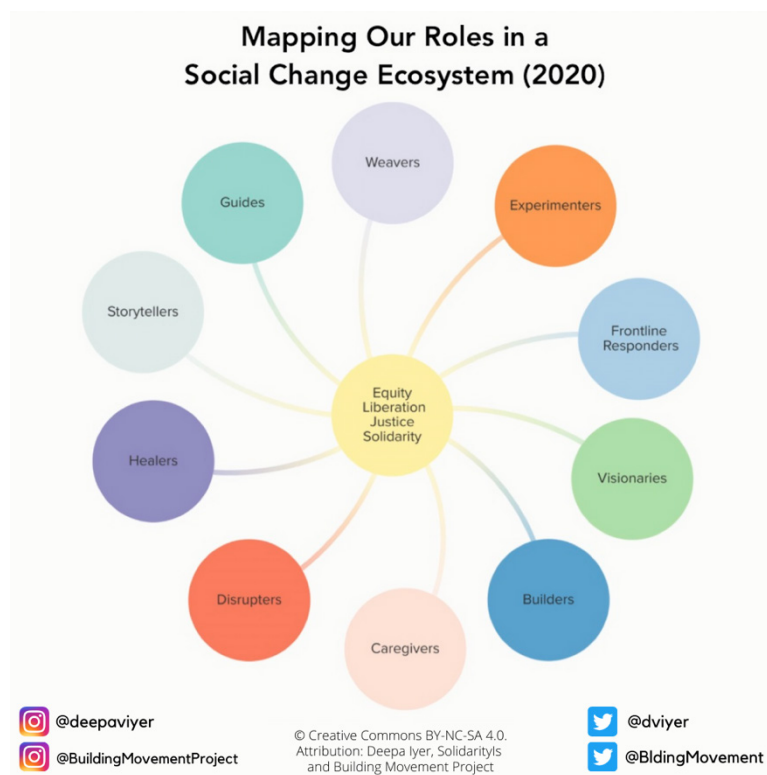 Mapping Our Roles in a
Social Change Ecosystem (2020)
Weavers
Guides
Experimenters
Storytellers
Frontline
Responders
Equity
Liberation
Justice
Solidarity
Healers
Visionaries
Disrupters
Builders
Caregivers
@deepaviyer
@BuildingMovementProject
© Creative Commons BY-NC-SA 4.0.
Attribution: Deepa Iyer, SolidarityIs
and Building Movement Project
@dviyer
@BldingMovement